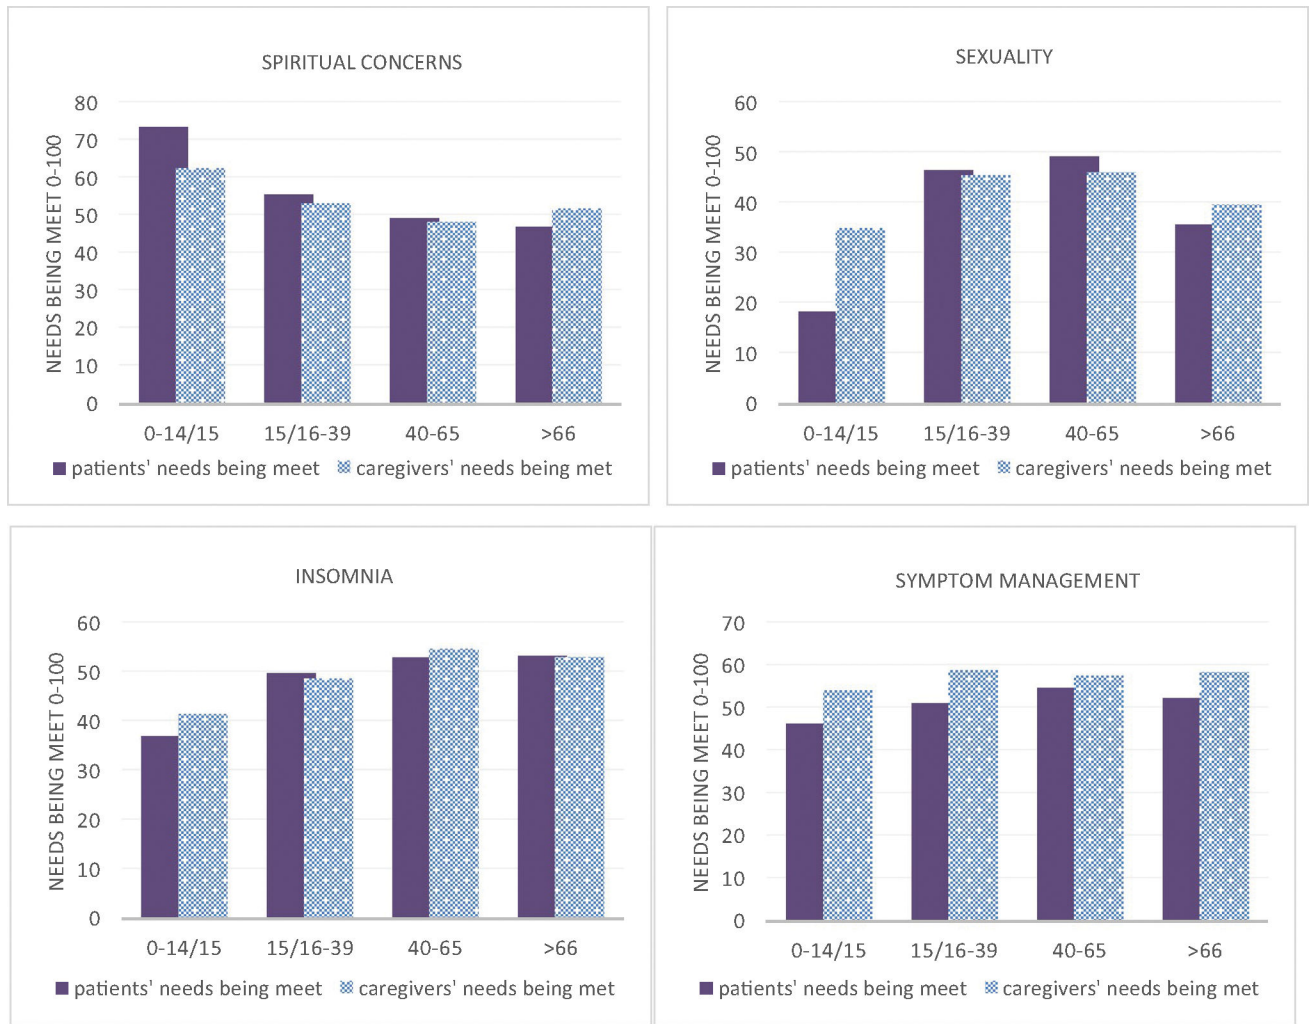 SPIRITUAL CONCERNS
NEEDS BEING MEET 0-100
80
70
60
50
40
30
20
10
0
0-14/15 15/16-39 40-65 >66
patients' needs being meet caregivers' needs being met
SEXUALITY
NEEDS BEING MEET 0-100
60
50
40
30
20
10
0
0-14/15 15/16-39 40-65 >66
patients' needs being meet caregivers' needs being met
INSOMNIA
NEEDS BEING MEET 0-100
60
50
40
30
20
10
0
0-14/15 15/16-39 40-65 >66
patients' needs being meet caregivers' needs being met
SYMPTOM MANAGEMENT
NEEDS BEING MEET 0-100
70
60
50
40
30
20
10
0
0-14/15 15/16-39 40-65 >66
patients' needs being meet caregivers' needs being met